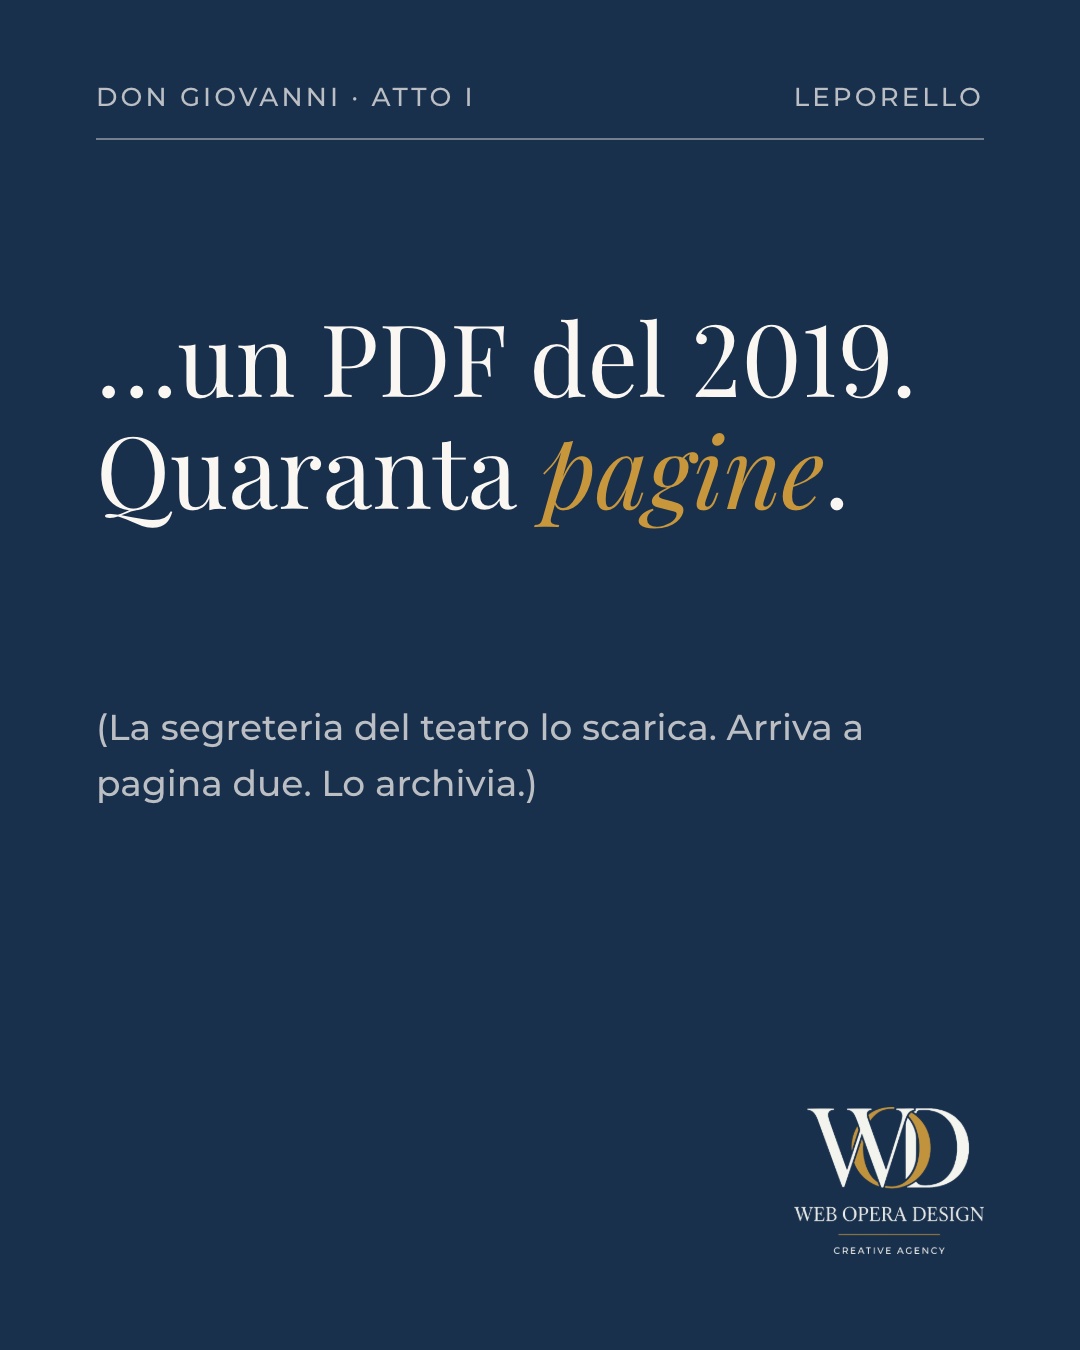 DON GIOVANNI · ATTO I
LEPORELLO
...un PDF del 2019.
Quaranta pagine.
(La segreteria del teatro lo scarica. Arriva a
pagina due. Lo archivia.)
WOD
WEB OPERA DESIGN
CREATIVE AGENCY